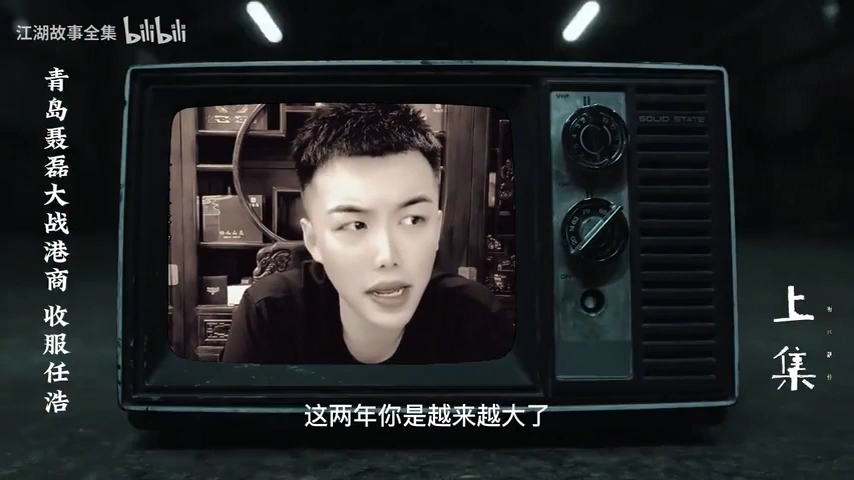 江湖故事全集 bilibili
青岛聂磊大战港商 收服任浩
SOLID STATE
OFF
上集
这两年你是越来越大了